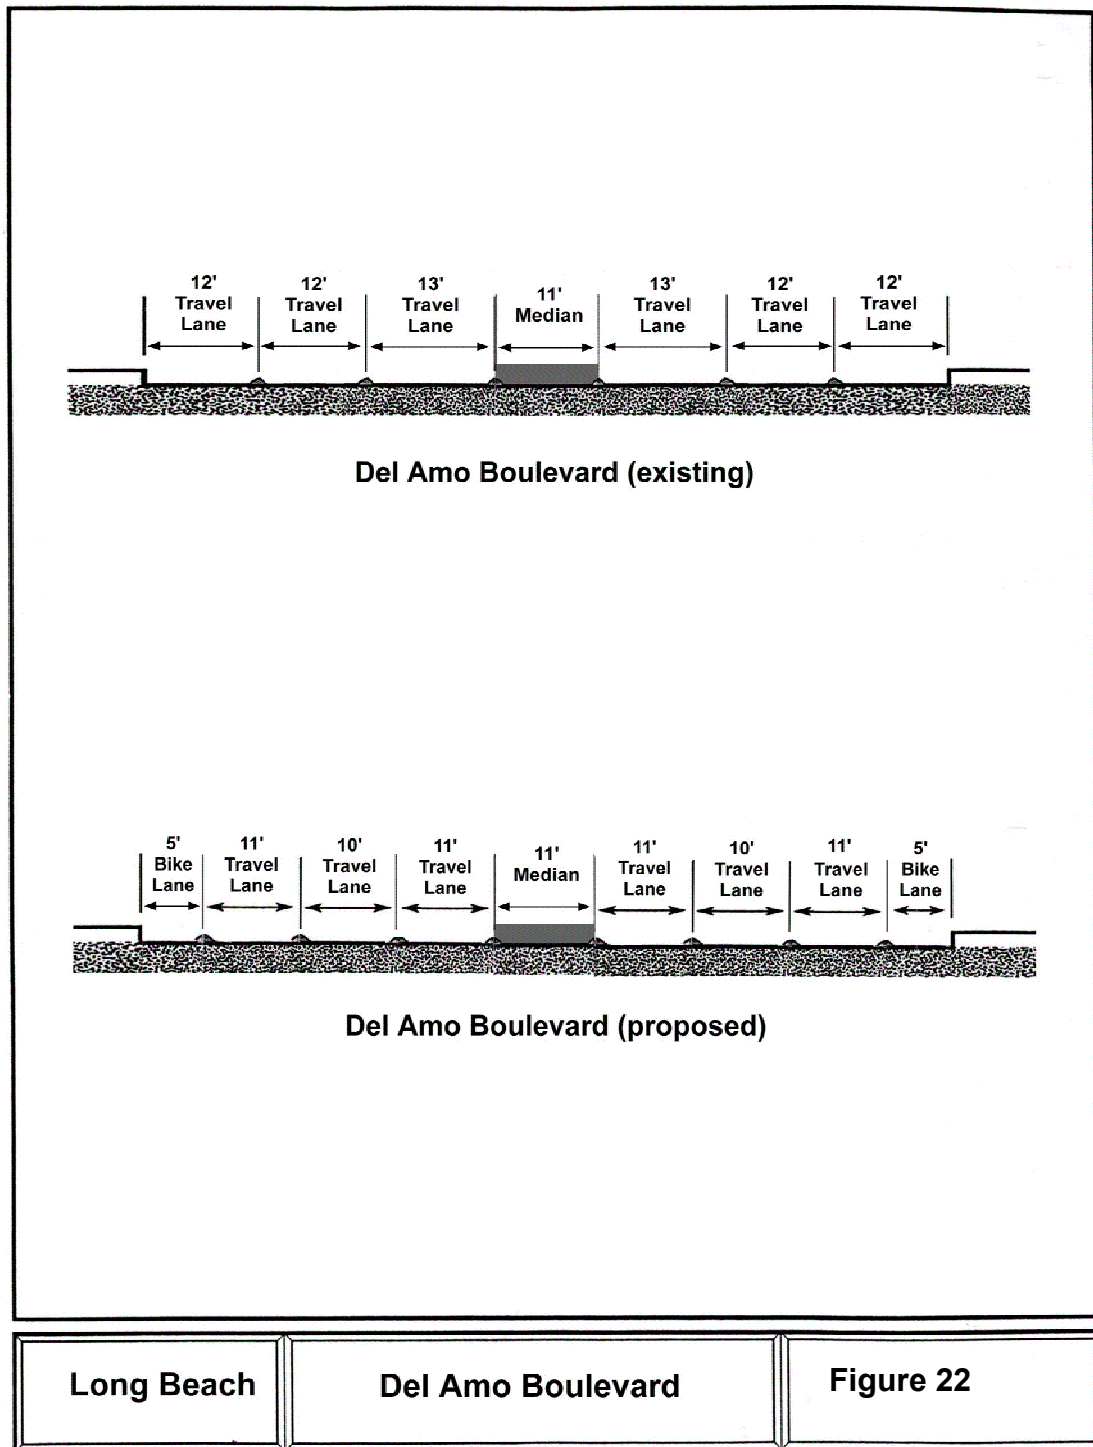 12'
Travel
Lane
12'
Travel
Lane
13'
Travel
Lane
11'
Median
13'
Travel
Lane
12'
Travel
Lane
12'
Travel
Lane
Del Amo Boulevard (existing)
5'
Bike
Lane
11'
Travel
Lane
10'
Travel
Lane
11'
Travel
Lane
11'
Median
11'
Travel
Lane
10'
Travel
Lane
11'
Travel
Lane
5'
Bike
Lane
Del Amo Boulevard (proposed)
Long Beach
Del Amo Boulevard
Figure 22